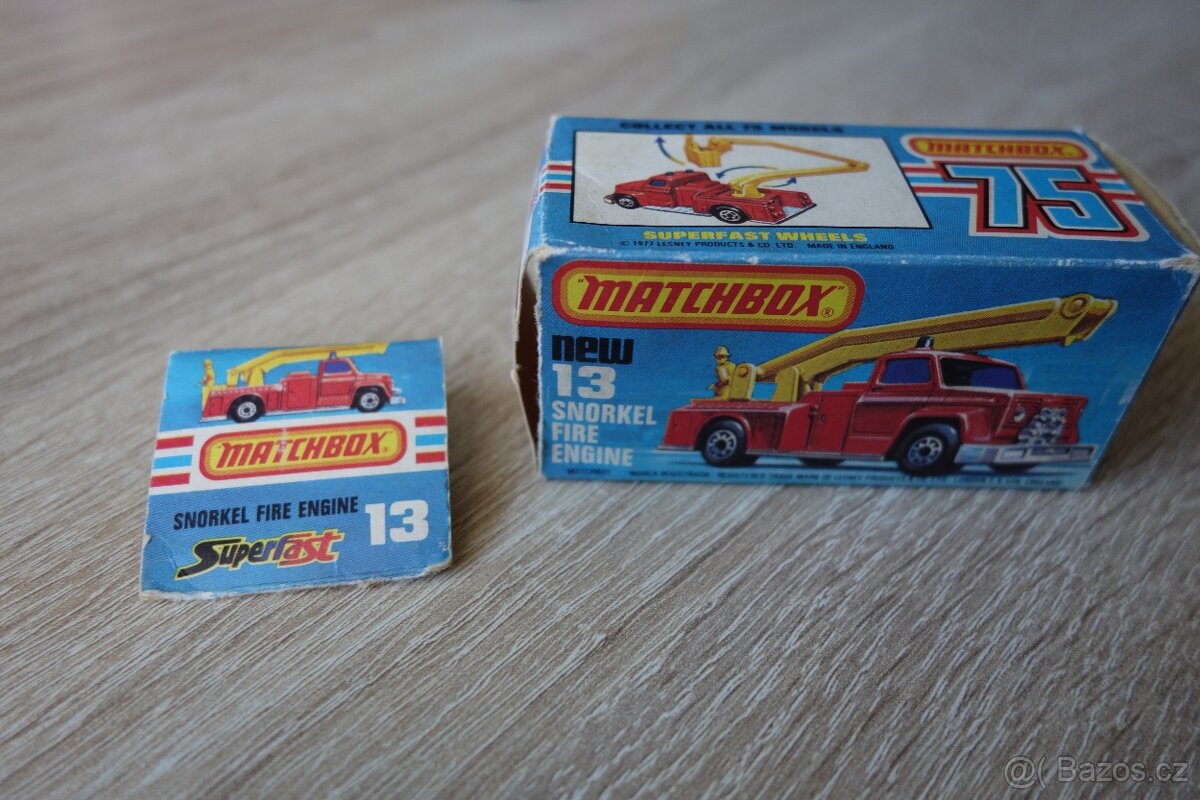 COLLECT ALL 75 MODELS
"MATCHBOX"
75
SUPERFAST WHEELS
© 1977 LESNEY PRODUCTS & CO. LTD. MADE IN ENGLAND
"MATCHBOX"®
new
13
SNORKEL
FIRE
ENGINE
"MATCHBOX"®
SNORKEL FIRE ENGINE 13
Superfast
@( Bazos.cz